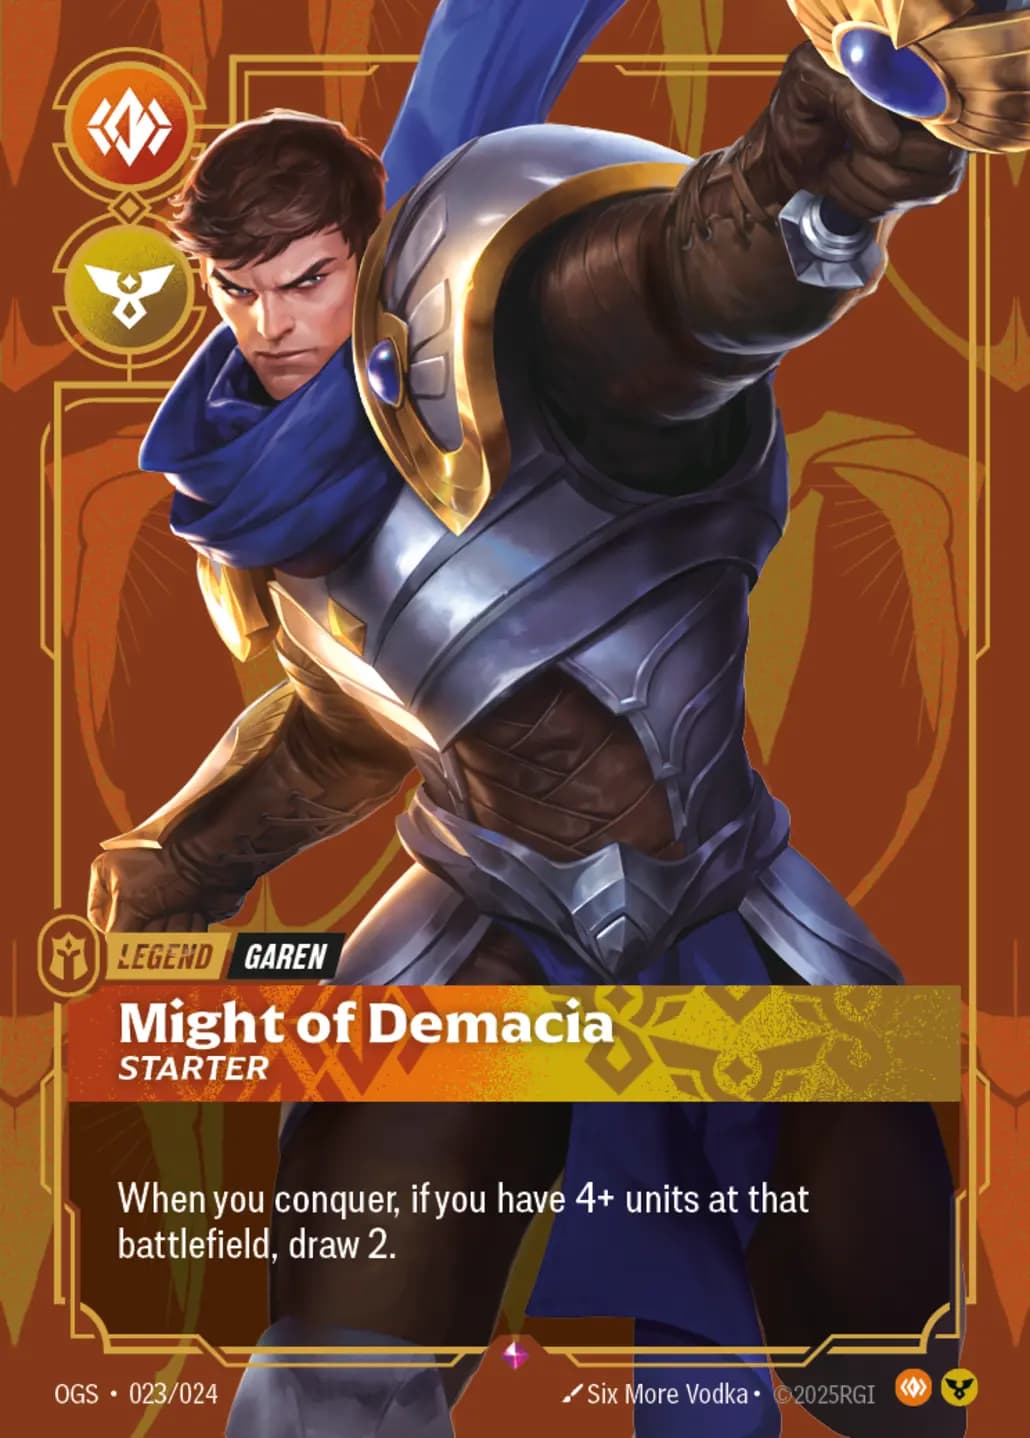 LEGEND GAREN
Might of Demacia
STARTER
When you conquer, if you have 4+ units at that
battlefield, draw 2.
OGS • 023/024 Six More Vodka • ©2025RGI